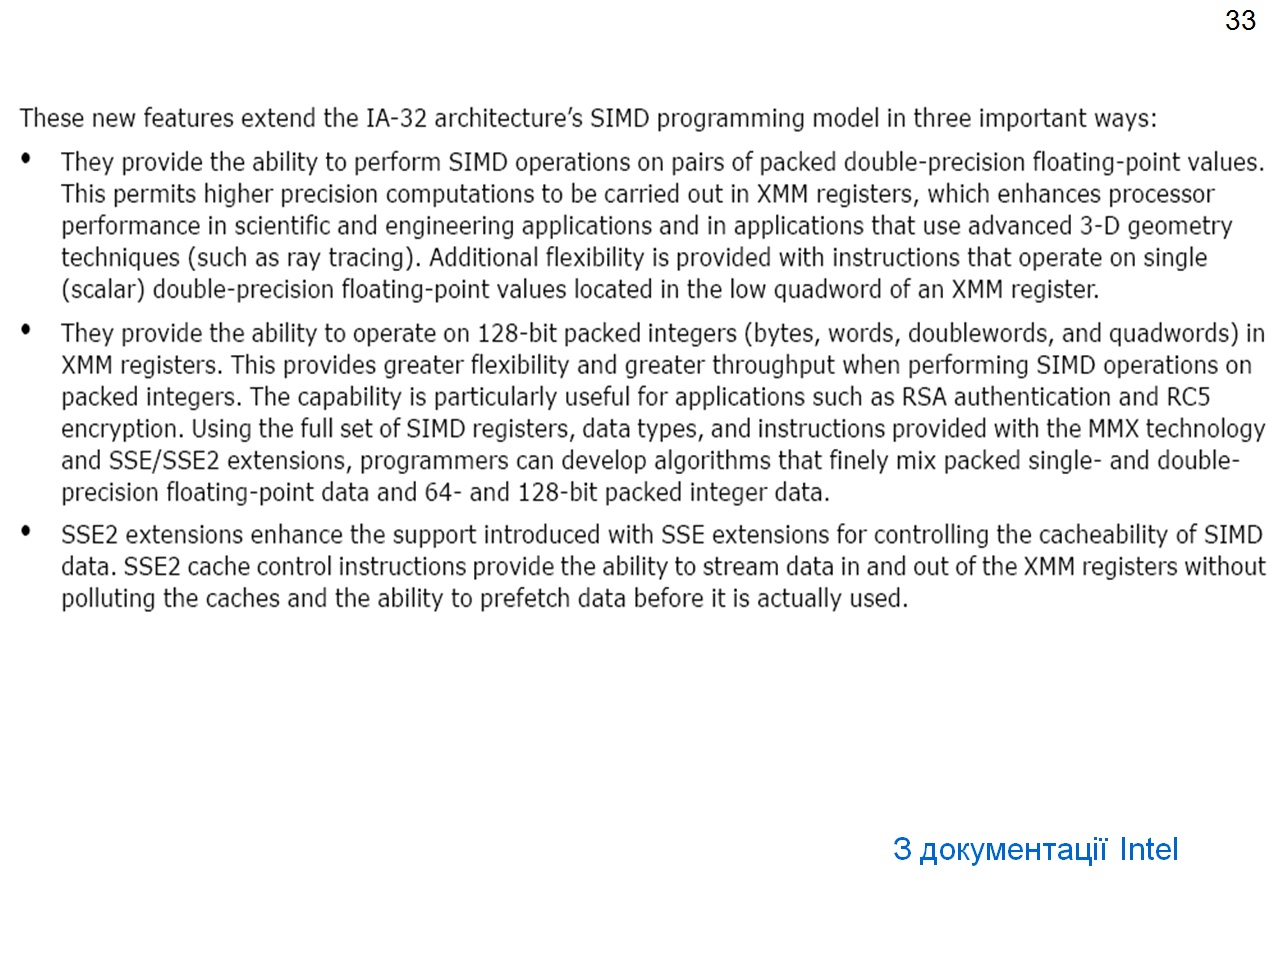 33
These new features extend the IA-32 architecture’s SIMD programming model in three important ways:
• They provide the ability to perform SIMD operations on pairs of packed double-precision floating-point values.
This permits higher precision computations to be carried out in XMM registers, which enhances processor
performance in scientific and engineering applications and in applications that use advanced 3-D geometry
techniques (such as ray tracing). Additional flexibility is provided with instructions that operate on single
(scalar) double-precision floating-point values located in the low quadword of an XMM register.
• They provide the ability to operate on 128-bit packed integers (bytes, words, doublewords, and quadwords) in
XMM registers. This provides greater flexibility and greater throughput when performing SIMD operations on
packed integers. The capability is particularly useful for applications such as RSA authentication and RC5
encryption. Using the full set of SIMD registers, data types, and instructions provided with the MMX technology
and SSE/SSE2 extensions, programmers can develop algorithms that finely mix packed single- and double-
precision floating-point data and 64- and 128-bit packed integer data.
• SSE2 extensions enhance the support introduced with SSE extensions for controlling the cacheability of SIMD
data. SSE2 cache control instructions provide the ability to stream data in and out of the XMM registers without
polluting the caches and the ability to prefetch data before it is actually used.
З документації Intel